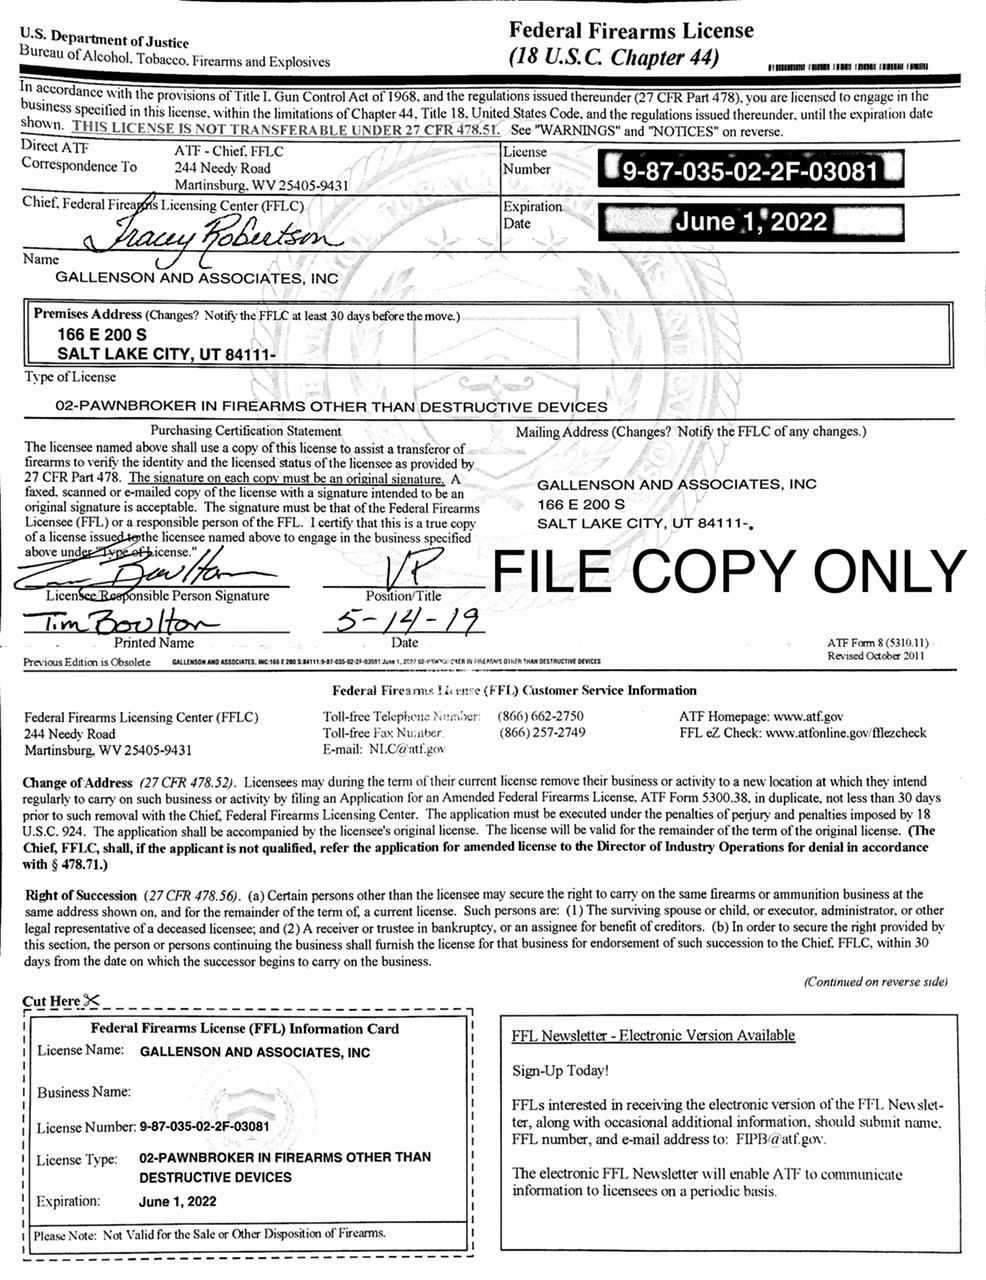 U.S. Department of Justice
Bureau of Alcohol, Tobacco, Firearms and Explosives
Federal Firearms License
(18 U.S.C. Chapter 44)
In accordance with the provisions of Title I, Gun Control Act of 1968, and the regulations issued thereunder (27 CFR Part 478), you are licensed to engage in the
business specified in this license, within the limitations of Chapter 44, Title 18, United States Code, and the regulations issued thereunder, until the expiration date
shown. THIS LICENSE IS NOT TRANSFERABLE UNDER 27 CFR 478.51. See "WARNINGS" and "NOTICES" on reverse.
Direct ATF
Correspondence To
ATF - Chief, FFLC
244 Needy Road
Martinsburg, WV 25405-9431
License
Number
9-87-035-02-2F-03081
Chief, Federal Firearms Licensing Center (FFLC)
Tracey Robertson
Expiration
Date
June 1, 2022
Name
GALLENSON AND ASSOCIATES, INC
Premises Address (Changes? Notify the FFLC at least 30 days before the move.)
166 E 200 S
SALT LAKE CITY, UT 84111-
Type of License
02-PAWNBROKER IN FIREARMS OTHER THAN DESTRUCTIVE DEVICES
Purchasing Certification Statement
The licensee named above shall use a copy of this license to assist a transferor of
firearms to verify the identity and the licensed status of the licensee as provided by
27 CFR Part 478. The signature on each copy must be an original signature. A
faxed, scanned or e-mailed copy of the license with a signature intended to be an
original signature is acceptable. The signature must be that of the Federal Firearms
Licensee (FFL) or a responsible person of the FFL. I certify that this is a true copy
of a license issued to the licensee named above to engage in the business specified
above under "Type of License."
Mailing Address (Changes? Notify the FFLC of any changes.)
GALLENSON AND ASSOCIATES, INC
166 E 200 S
SALT LAKE CITY, UT 84111-.
FILE COPY ONLY
VP
Licensee/Responsible Person Signature
Position/Title
Tim Boulton
5-14-19
Printed Name
Date
ATF Form 8 (5310.11)
Revised October 2011
Previous Edition is Obsolete
GALLENSON AND ASSOCIATES, INC:166 E 200 S:84111:9-87-035-02-2F-03081:June 1, 2022:02-PAWNBROKER IN FIREARMS OTHER THAN DESTRUCTIVE DEVICES
Federal Firearms License (FFL) Customer Service Information
Federal Firearms Licensing Center (FFLC)
244 Needy Road
Martinsburg, WV 25405-9431
Toll-free Telephone Number: (866) 662-2750
Toll-free Fax Number: (866) 257-2749
E-mail: NLC@atf.gov
ATF Homepage: www.atf.gov
FFL eZ Check: www.atfonline.gov/fflezcheck
Change of Address (27 CFR 478.52). Licensees may during the term of their current license remove their business or activity to a new location at which they intend
regularly to carry on such business or activity by filing an Application for an Amended Federal Firearms License, ATF Form 5300.38, in duplicate, not less than 30 days
prior to such removal with the Chief, Federal Firearms Licensing Center. The application must be executed under the penalties of perjury and penalties imposed by 18
U.S.C. 924. The application shall be accompanied by the licensee's original license. The license will be valid for the remainder of the term of the original license. (The
Chief, FFLC, shall, if the applicant is not qualified, refer the application for amended license to the Director of Industry Operations for denial in accordance
with § 478.71.)
Right of Succession (27 CFR 478.56). (a) Certain persons other than the licensee may secure the right to carry on the same firearms or ammunition business at the
same address shown on, and for the remainder of the term of, a current license. Such persons are: (1) The surviving spouse or child, or executor, administrator, or other
legal representative of a deceased licensee; and (2) A receiver or trustee in bankruptcy, or an assignee for benefit of creditors. (b) In order to secure the right provided by
this section, the person or persons continuing the business shall furnish the license for that business for endorsement of such succession to the Chief, FFLC, within 30
days from the date on which the successor begins to carry on the business.
(Continued on reverse side)
Cut Here
Federal Firearms License (FFL) Information Card
License Name: GALLENSON AND ASSOCIATES, INC
Business Name:
License Number: 9-87-035-02-2F-03081
License Type: 02-PAWNBROKER IN FIREARMS OTHER THAN
DESTRUCTIVE DEVICES
Expiration: June 1, 2022
Please Note: Not Valid for the Sale or Other Disposition of Firearms.
FFL Newsletter - Electronic Version Available
Sign-Up Today!
FFLs interested in receiving the electronic version of the FFL Newslet-
ter, along with occasional additional information, should submit name,
FFL number, and e-mail address to: FIPB@atf.gov.
The electronic FFL Newsletter will enable ATF to communicate
information to licensees on a periodic basis.